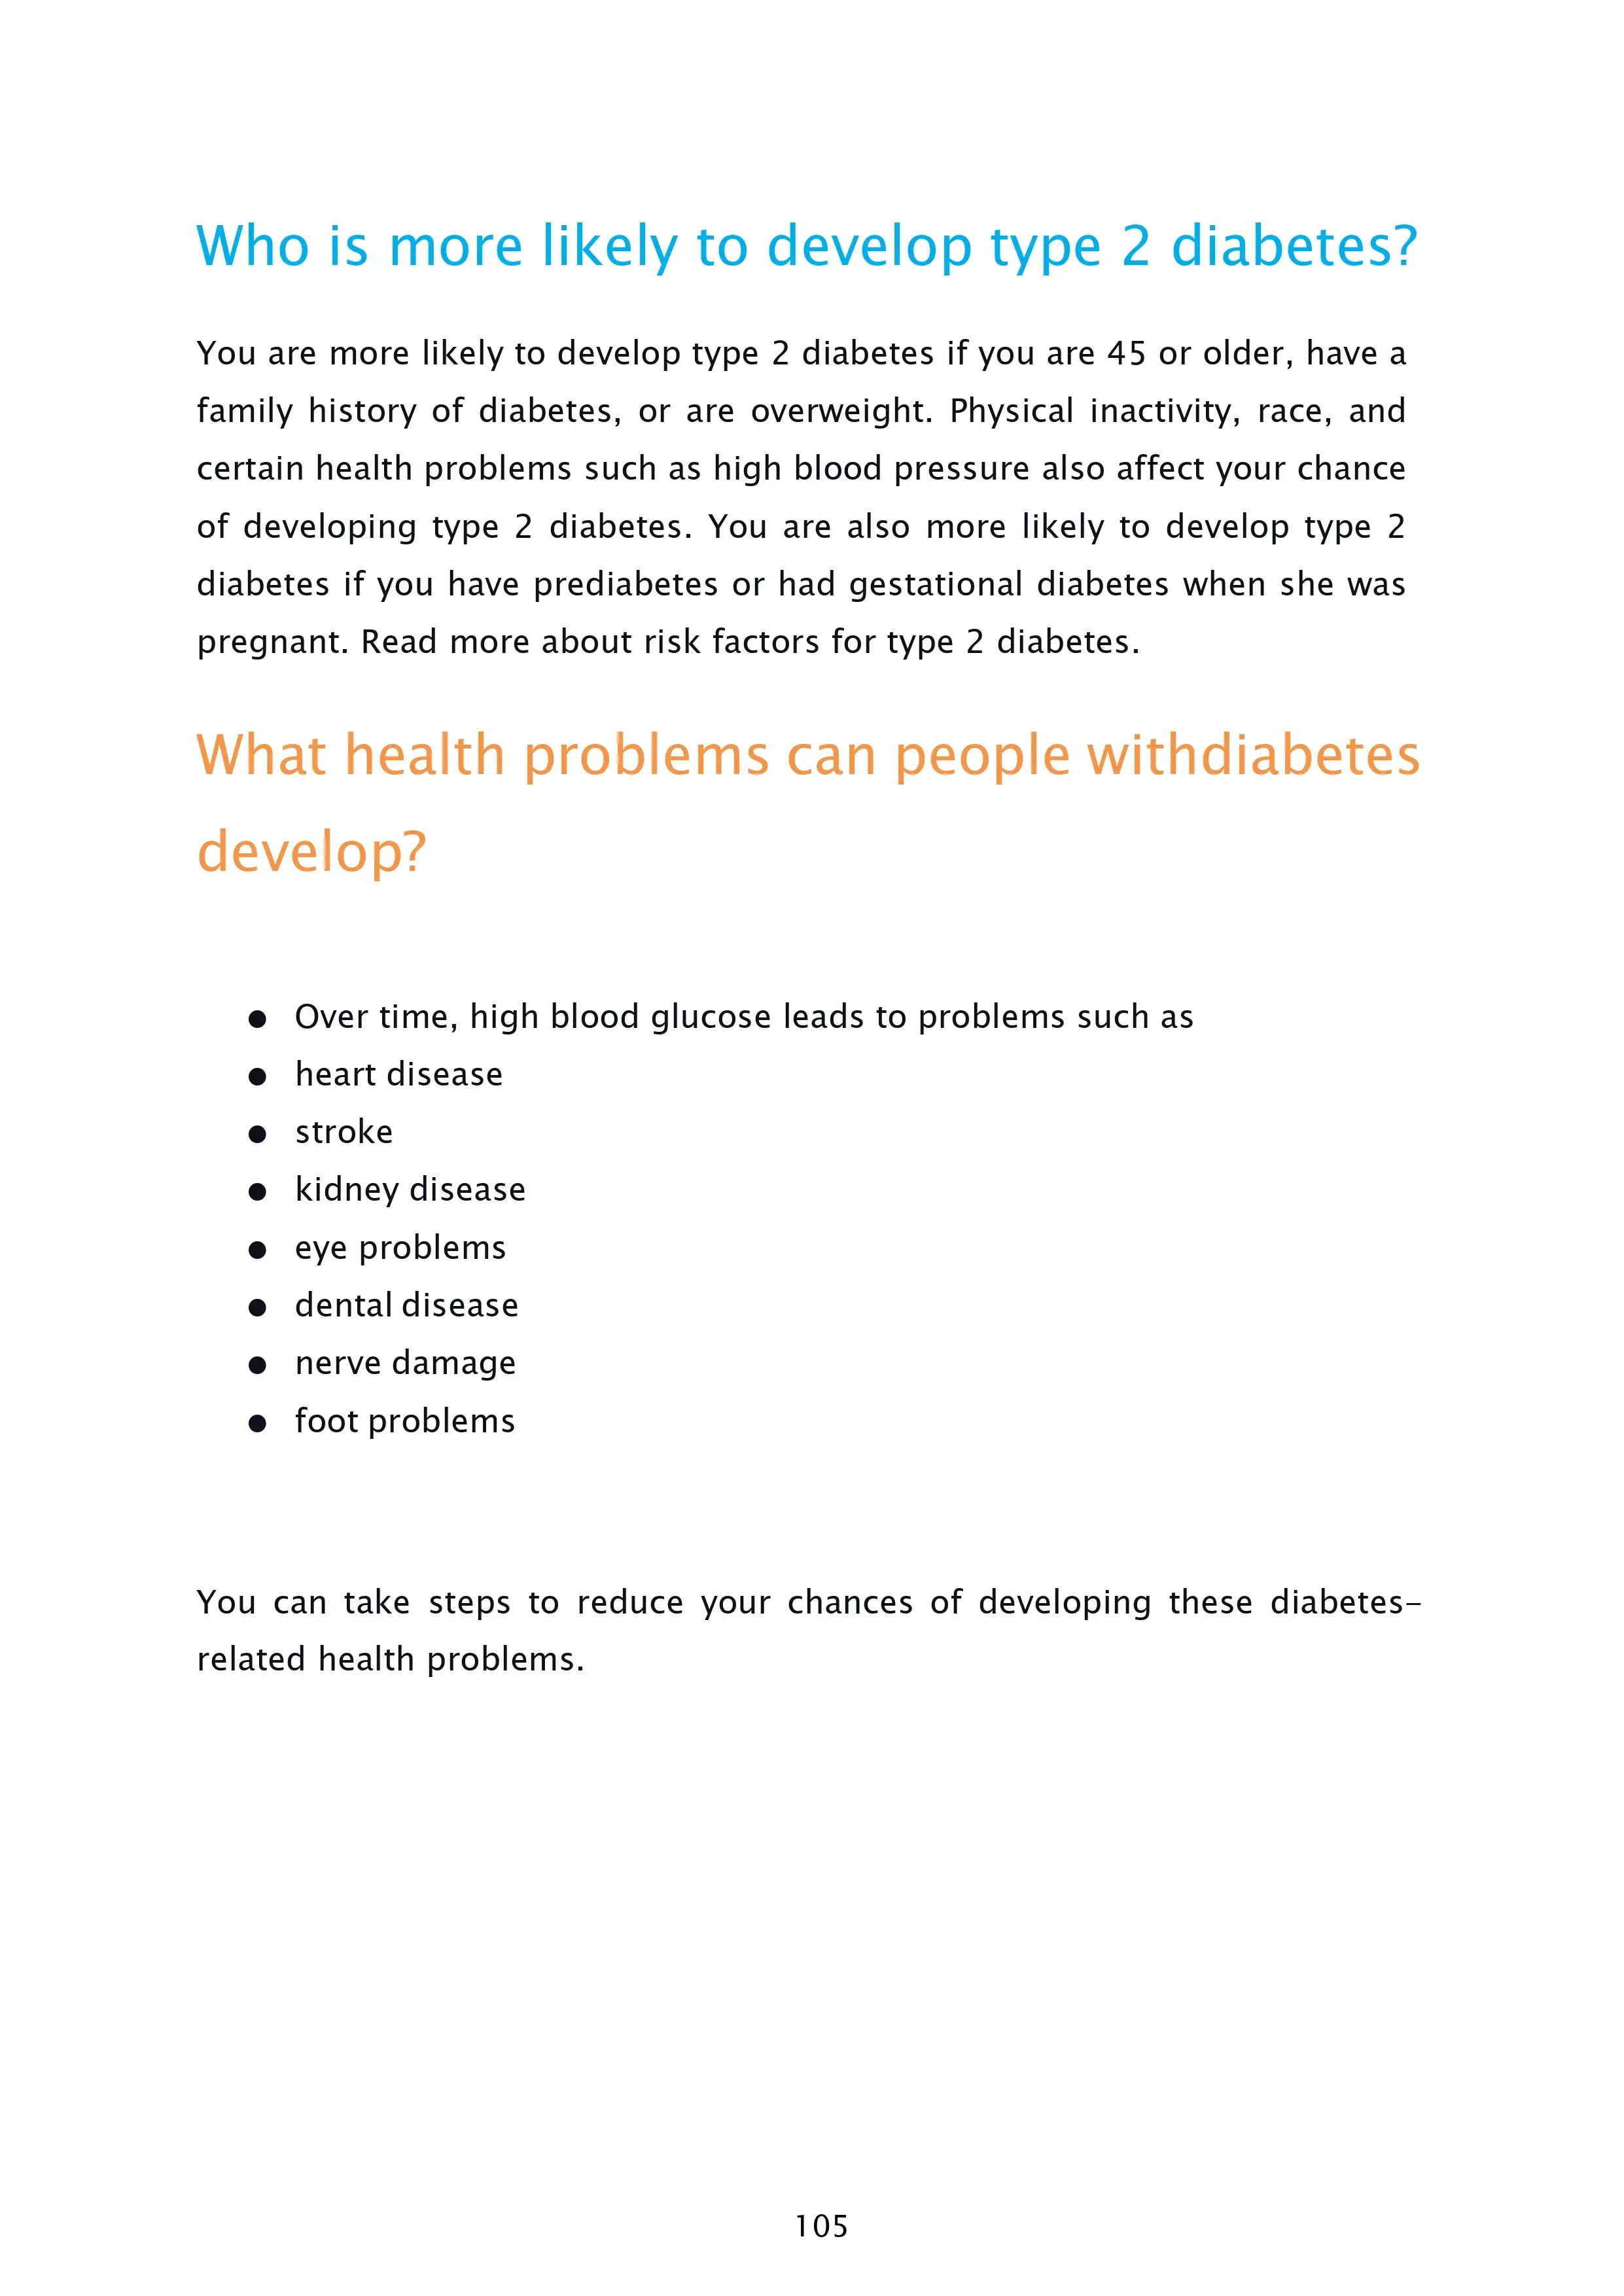 Who is more likely to develop type 2 diabetes?
You are more likely to develop type 2 diabetes if you are 45 or older, have a
family history of diabetes, or are overweight. Physical inactivity, race, and
certain health problems such as high blood pressure also affect your chance
of developing type 2 diabetes. You are also more likely to develop type 2
diabetes if you have prediabetes or had gestational diabetes when she was
pregnant. Read more about risk factors for type 2 diabetes.
What health problems can people withdiabetes
develop?
● Over time, high blood glucose leads to problems such as
● heart disease
● stroke
● kidney disease
● eye problems
● dental disease
● nerve damage
● foot problems
You can take steps to reduce your chances of developing these diabetes-
related health problems.
105